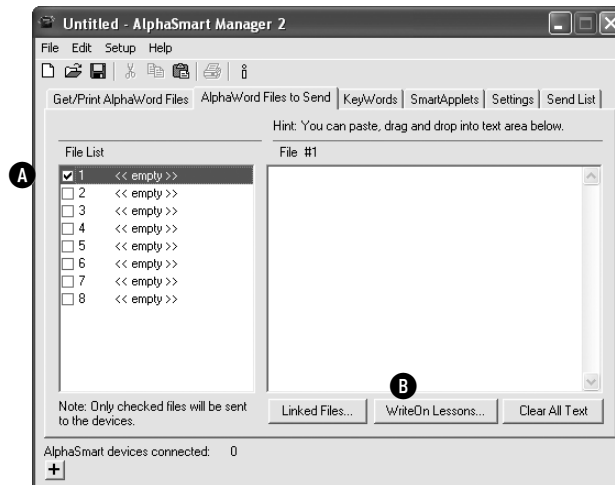 Untitled - AlphaSmart Manager 2
File Edit Setup Help
Get/Print AlphaWord Files AlphaWord Files to Send KeyWords SmartApplets Settings Send List
Hint: You can paste, drag and drop into text area below.
File List File #1
A
1 << empty >>
2 << empty >>
3 << empty >>
4 << empty >>
5 << empty >>
6 << empty >>
7 << empty >>
8 << empty >>
B
Note: Only checked files will be sent
to the devices.
Linked Files... WriteOn Lessons... Clear All Text
AlphaSmart devices connected: 0
+